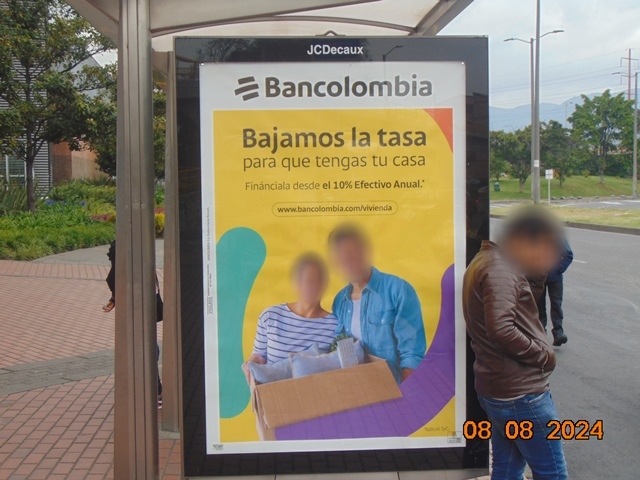 JCDecaux
Bancolombia
Bajamos la tasa
para que tengas tu casa
Fináncialа desde el 10% Efectivo Anual.*
www.bancolombia.com/vivienda
08 08 2024